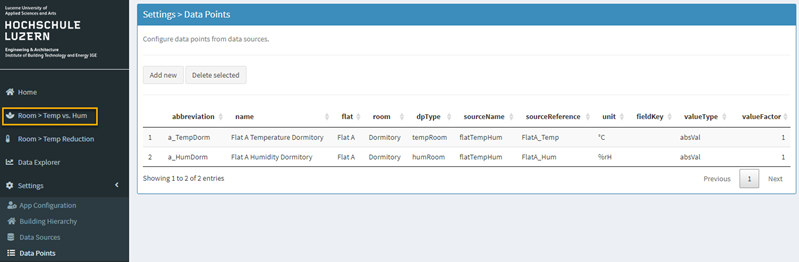 Lucerne University of
Applied Sciences and Arts
HOCHSCHULE
LUZERN
Engineering & Architecture
Institute of Building Technology and Energy IGE
Home
Room > Temp vs. Hum
Room > Temp Reduction
Data Explorer
Settings
App Configuration
Building Hierarchy
Data Sources
Data Points
Settings > Data Points
Configure data points from data sources.
Add new Delete selected
abbreviation name flat room dpType sourceName sourceReference unit fieldKey valueType valueFactor
1 a_TempDorm Flat A Temperature Dormitory Flat A Dormitory tempRoom flatTempHum FlatA_Temp °C absVal 1
2 a_HumDorm Flat A Humidity Dormitory Flat A Dormitory humRoom flatTempHum FlatA_Hum %rH absVal 1
Showing 1 to 2 of 2 entries
Previous 1 Next